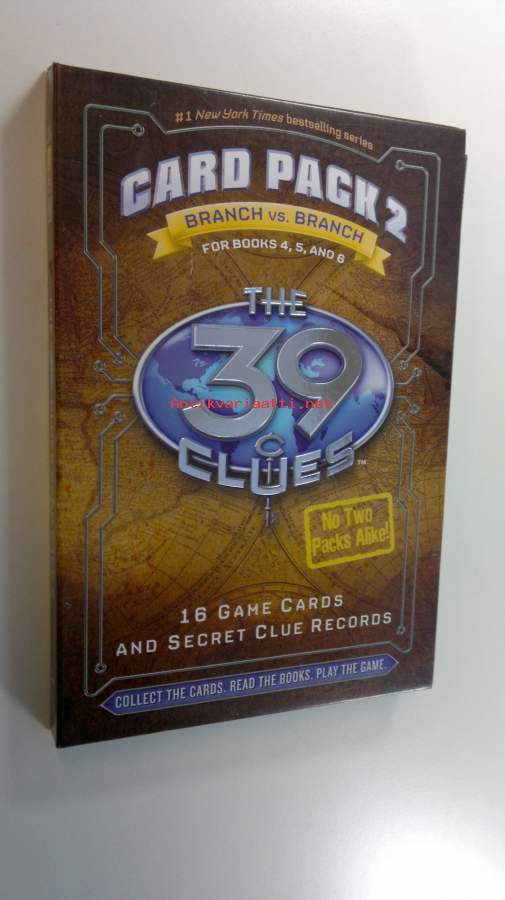 #1 New York Times bestselling series
CARD PACK 2
BRANCH vs. BRANCH
FOR BOOKS 4, 5, AND 6
THE
39
Antikvariaatti.net
CLUES™
No Two
Packs Alike!
16 GAME CARDS
AND SECRET CLUE RECORDS
COLLECT THE CARDS. READ THE BOOKS. PLAY THE GAME.